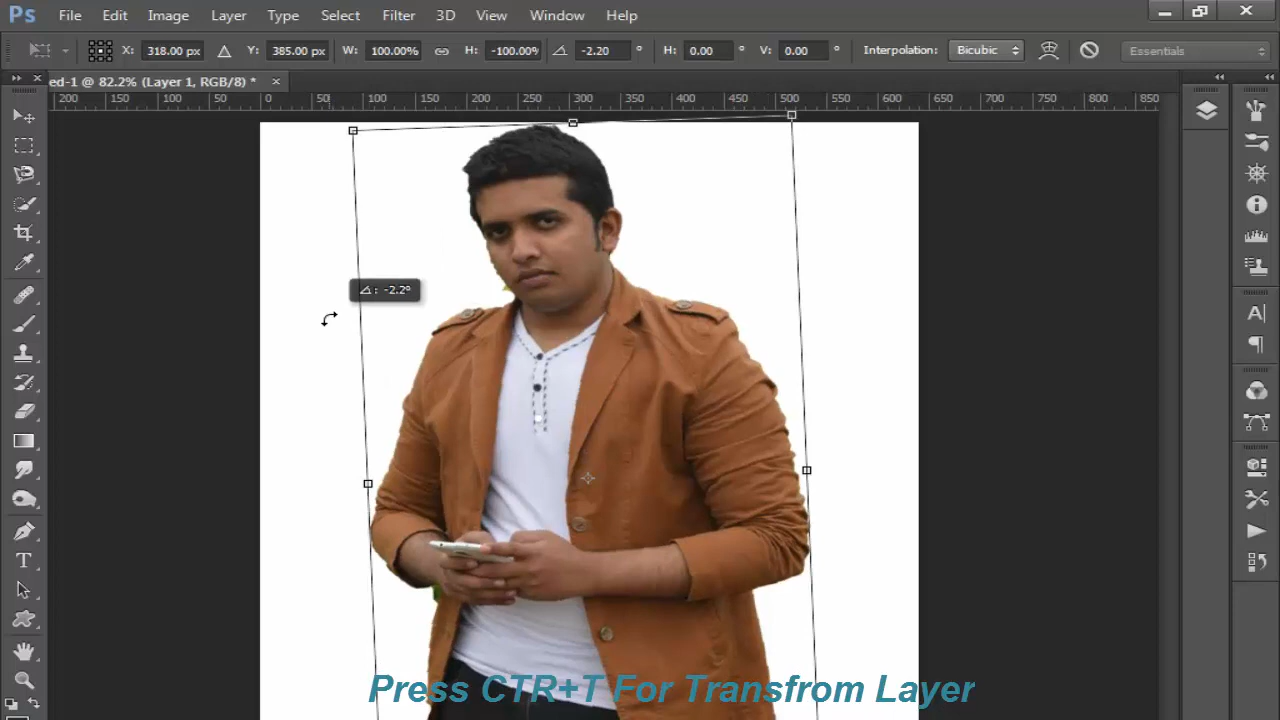 Ps File Edit Image Layer Type Select Filter 3D View Window Help
X: 318.00 px Y: 385.00 px W: 100.00% H: -100.00% -2.20 ° H: 0.00 ° V: 0.00 ° Interpolation: Bicubic Essentials
ed-1 @ 82.2% (Layer 1, RGB/8) * ×
200 150 100 50 0 50 100 150 200 250 300 350 400 450 500 550 600 650 700 750 800 850
: -2.2°
A
T
Press CTR+T For Transfrom Layer